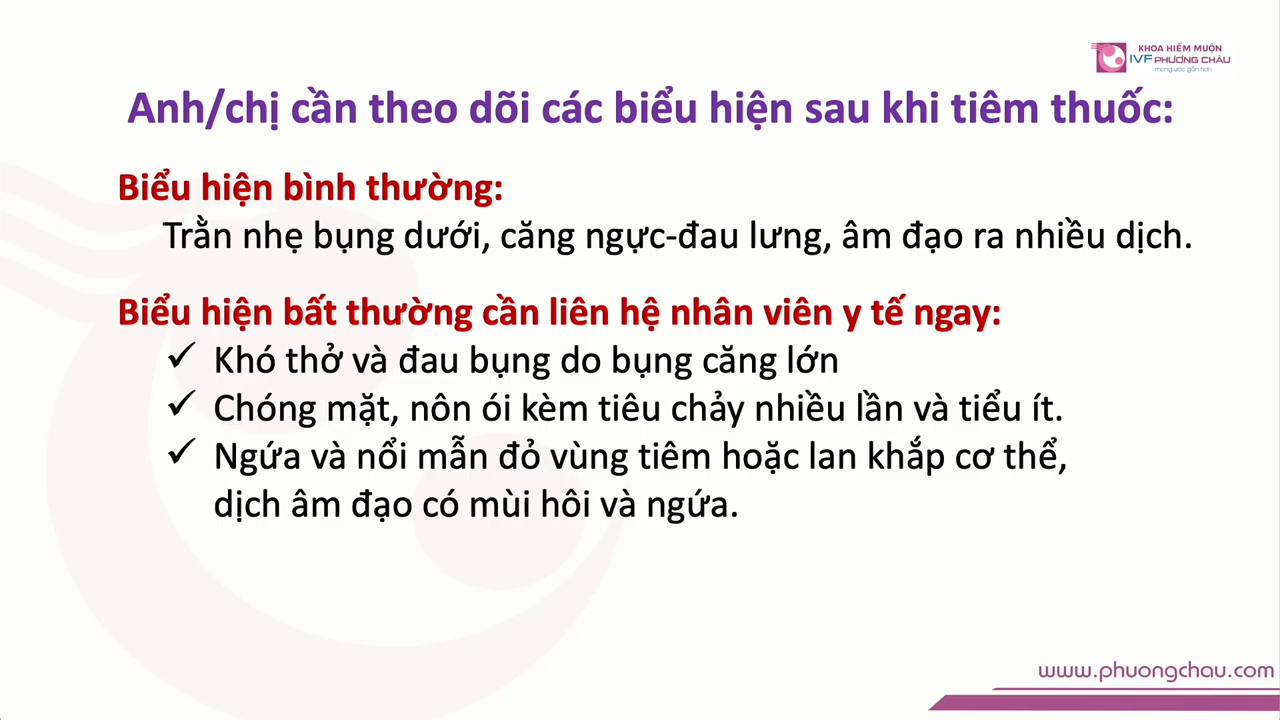 KHOA HIẾM MUỘN
IVF PHƯƠNG CHÂU
mong ước gần hơn
Anh/chị cần theo dõi các biểu hiện sau khi tiêm thuốc:
Biểu hiện bình thường:
Trằn nhẹ bụng dưới, căng ngực-đau lưng, âm đạo ra nhiều dịch.
Biểu hiện bất thường cần liên hệ nhân viên y tế ngay:
✓ Khó thở và đau bụng do bụng căng lớn
✓ Chóng mặt, nôn ói kèm tiêu chảy nhiều lần và tiểu ít.
✓ Ngứa và nổi mẫn đỏ vùng tiêm hoặc lan khắp cơ thể,
dịch âm đạo có mùi hôi và ngứa.
www.phuongchau.com